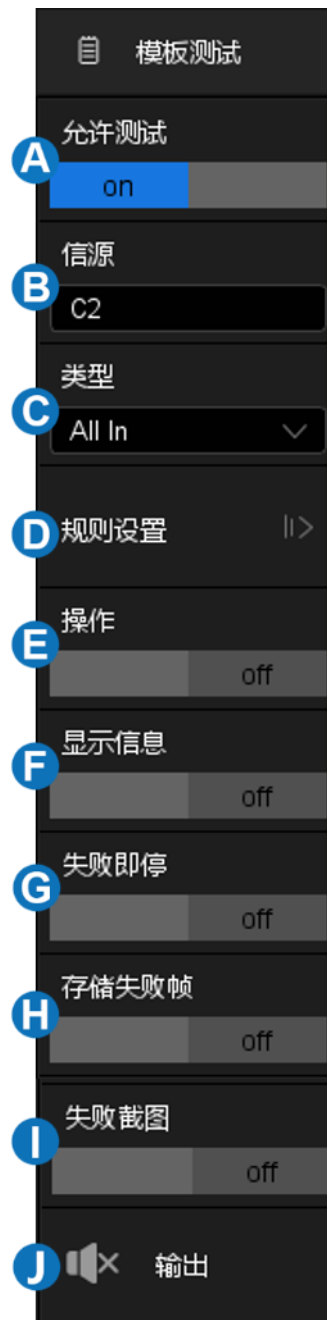 模板测试
允许测试
A
on
信源
B
C2
类型
C
All In
D 规则设置
操作
E
off
显示信息
F
off
失败即停
G
off
存储失败帧
H
off
失败截图
I
off
J 输出